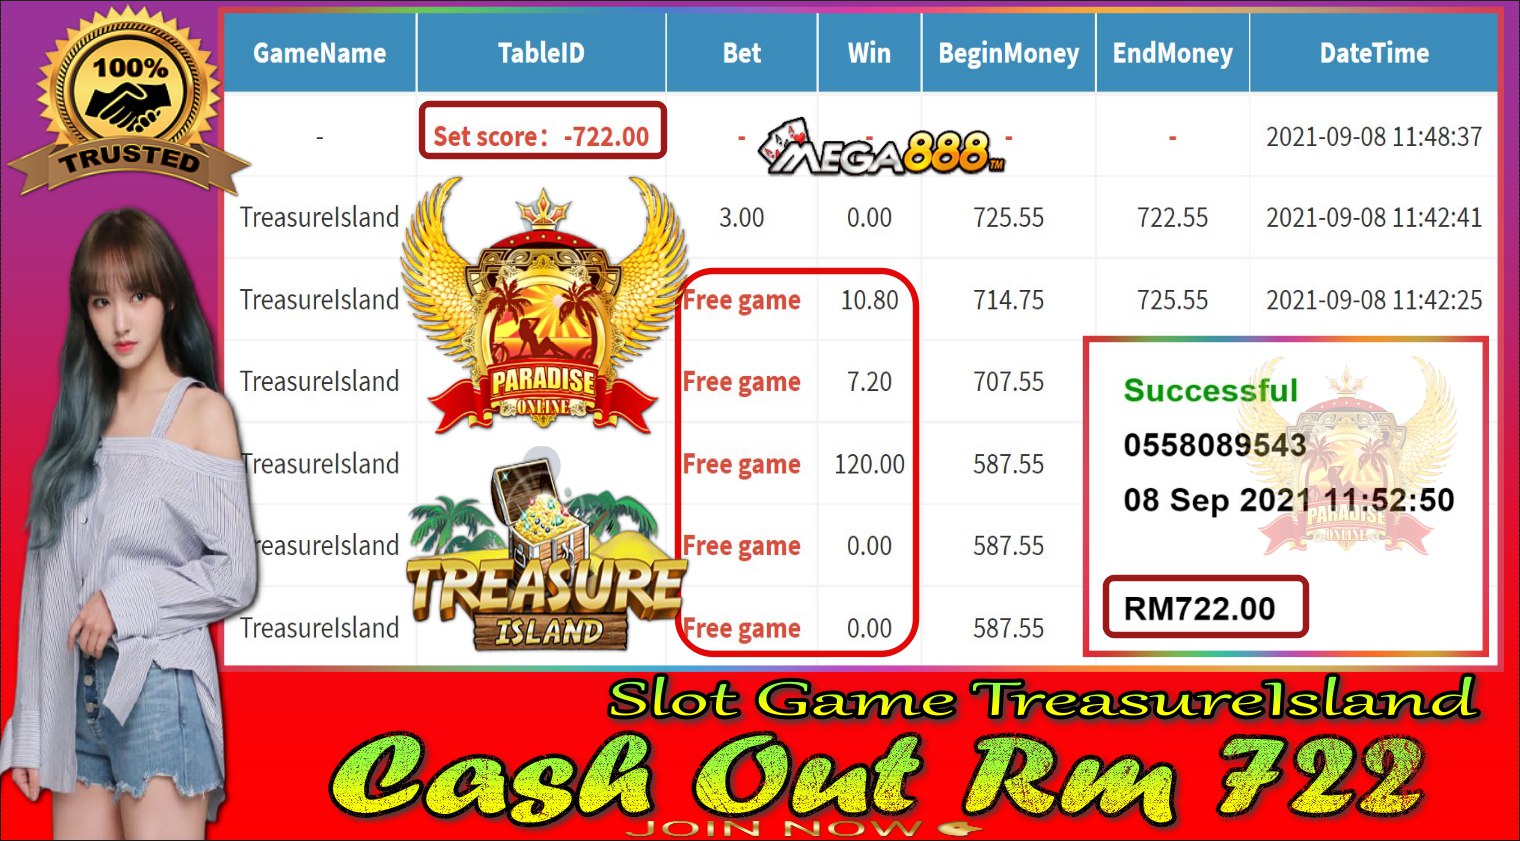 100%
TRUSTED
GameName TableID Bet Win BeginMoney EndMoney DateTime
- Set score: -722.00 - - - - 2021-09-08 11:48:37
MEGA888 TM
TreasureIsland 3.00 0.00 725.55 722.55 2021-09-08 11:42:41
TreasureIsland Free game 10.80 714.75 725.55 2021-09-08 11:42:25
TreasureIsland Free game 7.20 707.55
PARADISE
ONLINE
TreasureIsland Free game 120.00 587.55
TreasureIsland Free game 0.00 587.55
TREASURE
ISLAND
TreasureIsland Free game 0.00 587.55
Successful
0558089543
08 Sep 2021 11:52:50
PARADISE
ONLINE
RM722.00
Slot Game TreasureIsland
Cash Out Rm 722
JOIN NOW